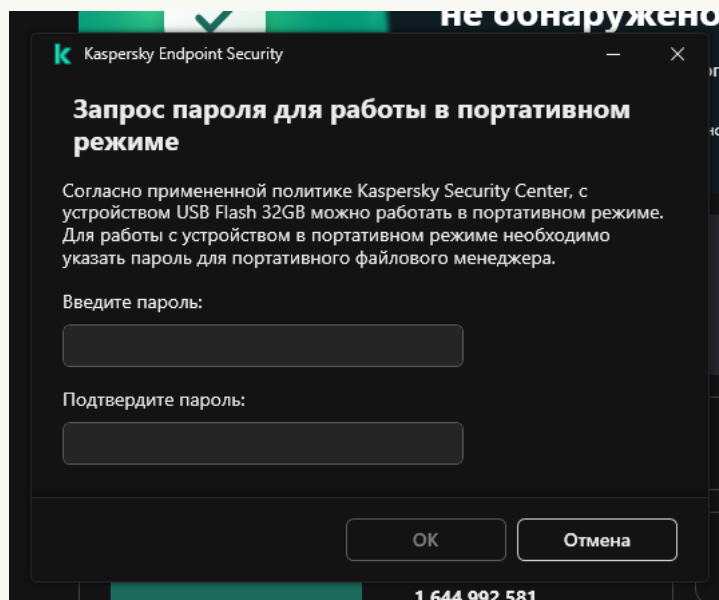 не обнаружено
Kaspersky Endpoint Security
Запрос пароля для работы в портативном
режиме
Согласно примененной политике Kaspersky Security Center, с
устройством USB Flash 32GB можно работать в портативном режиме.
Для работы с устройством в портативном режиме необходимо
указать пароль для портативного файлового менеджера.
Введите пароль:
Подтвердите пароль:
ОК
Отмена
1 644 992 581